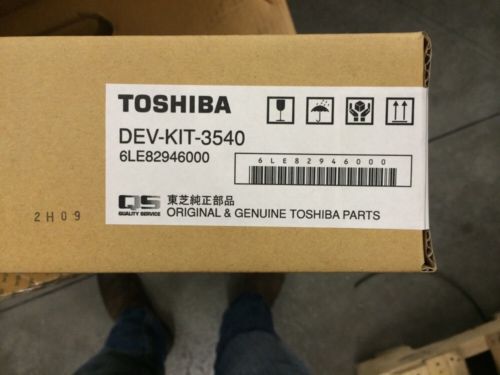 TOSHIBA
DEV-KIT-3540
6LE82946000
6LE82946000
QS 東芝純正部品
QUALITY SERVICE ORIGINAL & GENUINE TOSHIBA PARTS
2H09